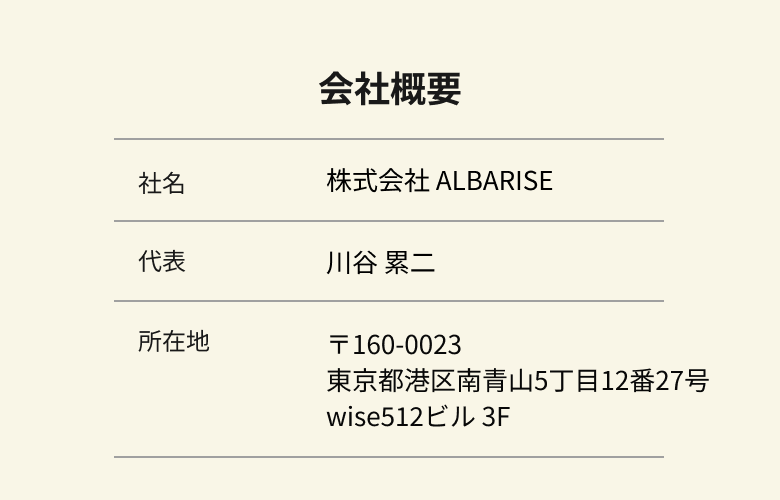 会社概要
社名 株式会社 ALBARISE
代表 川谷 累二
所在地 〒160-0023
東京都港区南青山5丁目12番27号
wise512ビル 3F